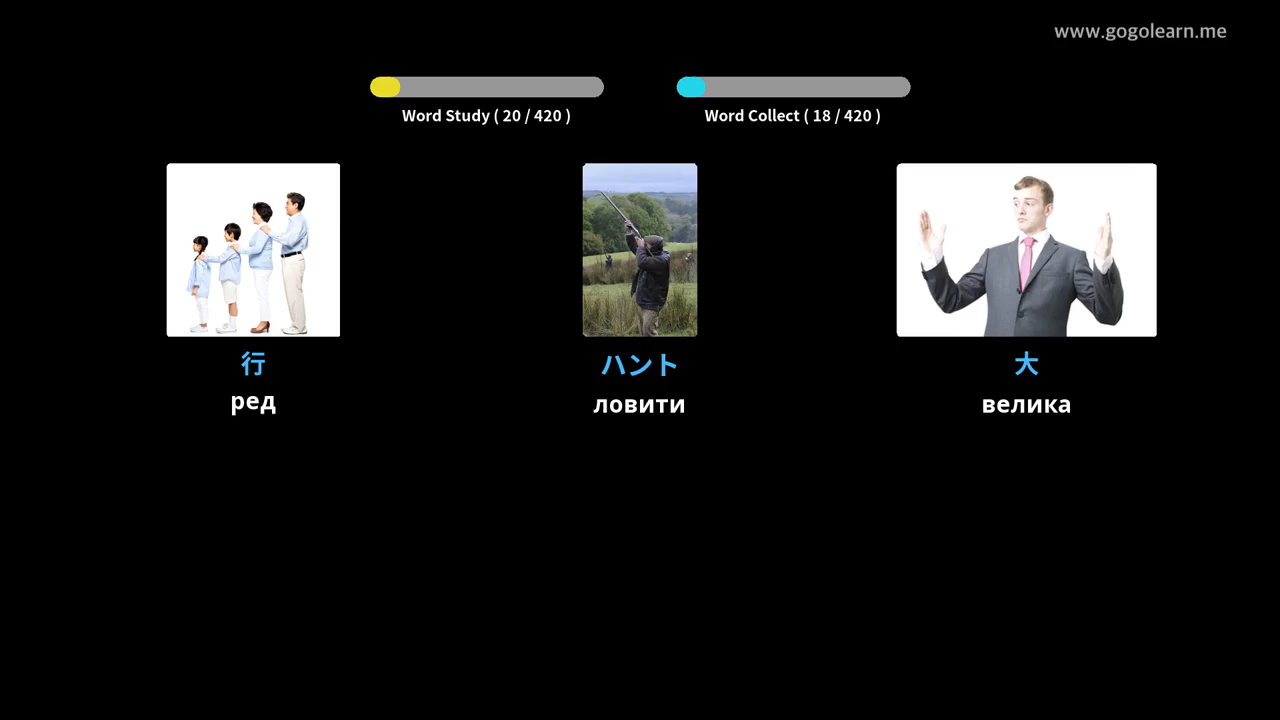 www.gogolearn.me
Word Study ( 20 / 420 )
Word Collect ( 18 / 420 )
行
ハント
大
ред
ловити
велика